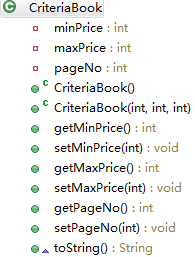 CriteriaBook
minPrice : int
maxPrice : int
pageNo : int
CriteriaBook()
CriteriaBook(int, int, int)
getMinPrice() : int
setMinPrice(int) : void
getMaxPrice() : int
setMaxPrice(int) : void
getPageNo() : int
setPageNo(int) : void
toString() : String